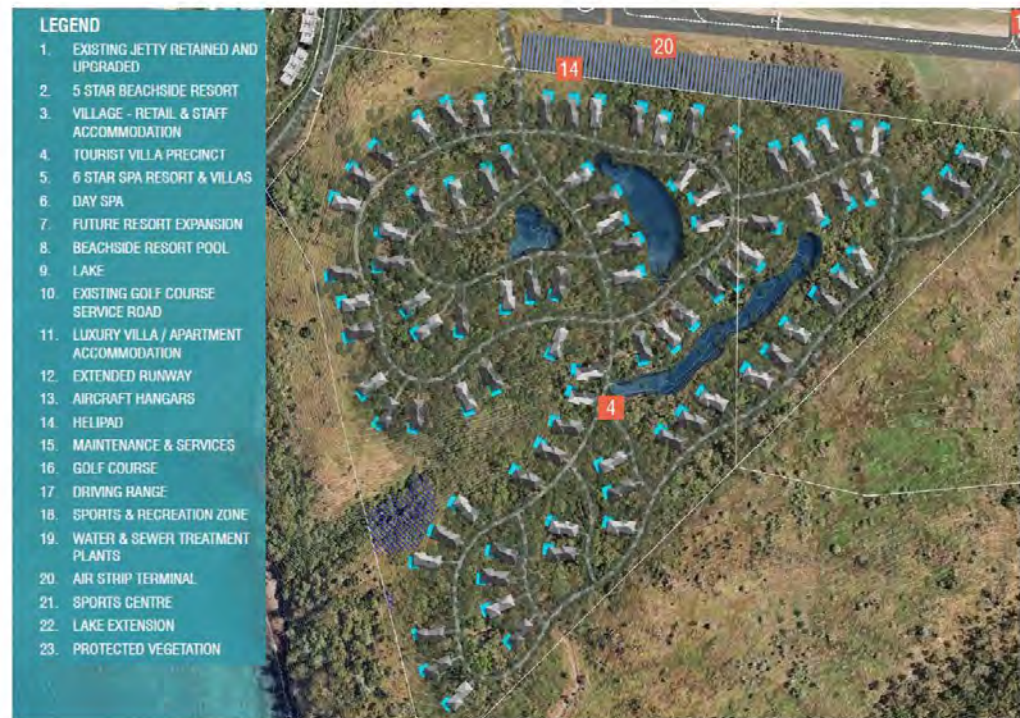 LEGEND
1. EXISTING JETTY RETAINED AND
UPGRADED
2. 5 STAR BEACHSIDE RESORT
3. VILLAGE - RETAIL & STAFF
ACCOMMODATION
4. TOURIST VILLA PRECINCT
5. 6 STAR SPA RESORT & VILLAS
6. DAY SPA
7. FUTURE RESORT EXPANSION
8. BEACHSIDE RESORT POOL
9. LAKE
10. EXISTING GOLF COURSE
SERVICE ROAD
11. LUXURY VILLA / APARTMENT
ACCOMMODATION
12. EXTENDED RUNWAY
13. AIRCRAFT HANGARS
14. HELIPAD
15. MAINTENANCE & SERVICES
16. GOLF COURSE
17. DRIVING RANGE
18. SPORTS & RECREATION ZONE
19. WATER & SEWER TREATMENT
PLANTS
20. AIR STRIP TERMINAL
21. SPORTS CENTRE
22. LAKE EXTENSION
23. PROTECTED VEGETATION
20
14
4